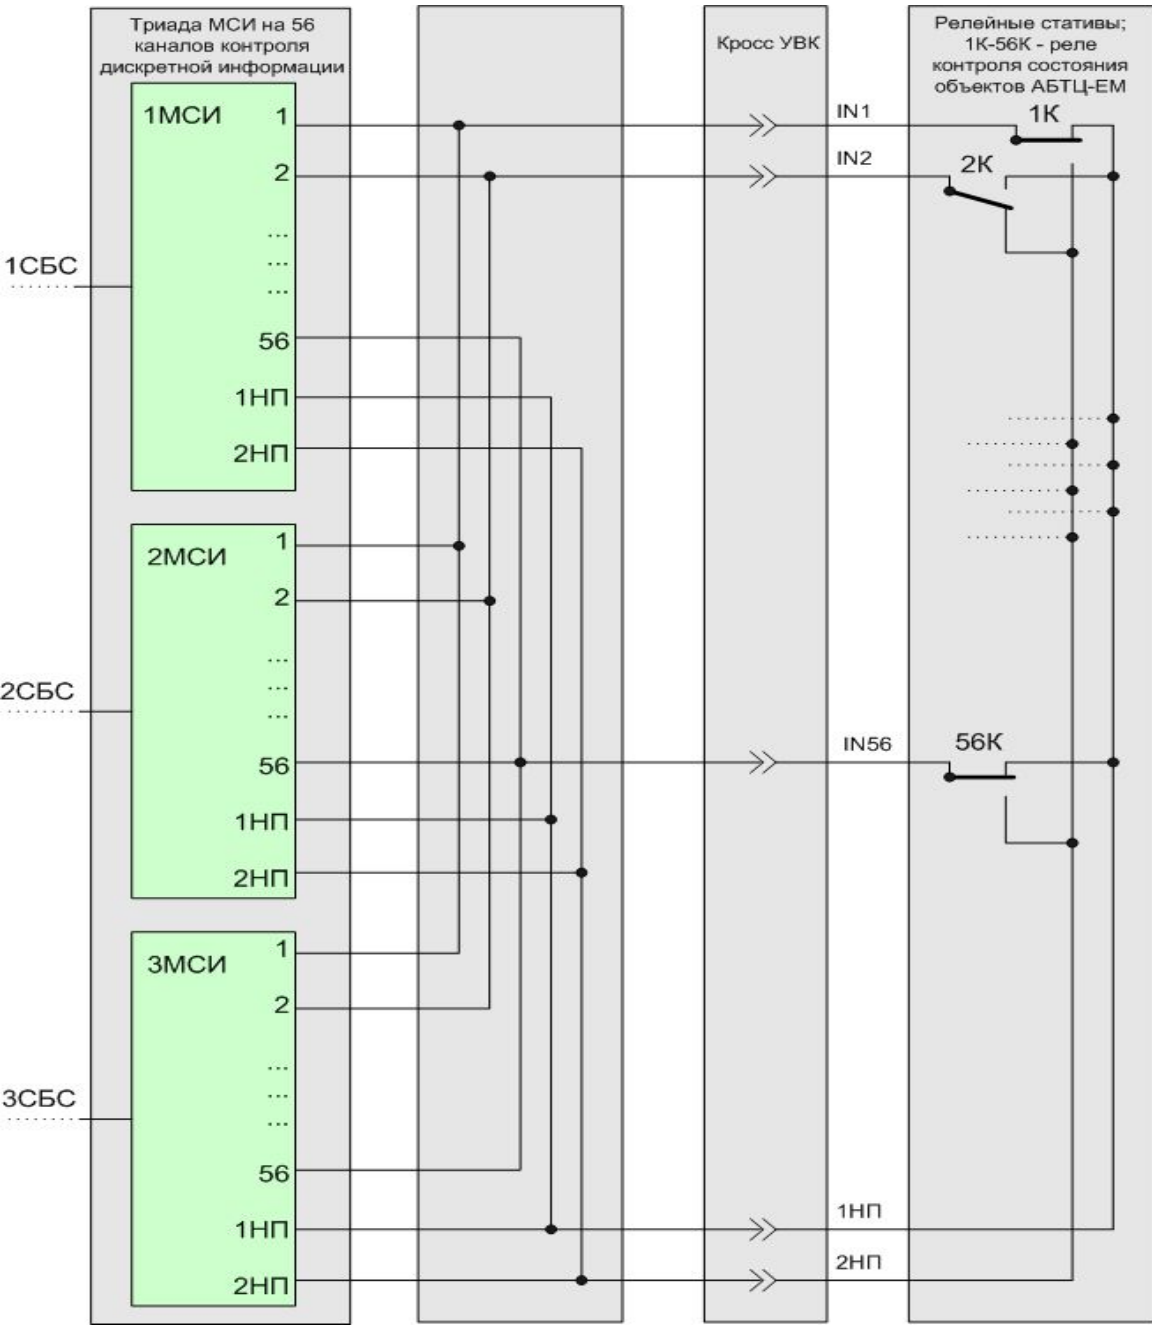 Триада МСИ на 56
каналов контроля
дискретной информации
Кросс УВК
Релейные стативы;
1К-56К - реле
контроля состояния
объектов АБТЦ-ЕМ
1МСИ
1
2
...
...
...
56
1НП
2НП
1СБС
2МСИ
1
2
...
...
...
56
1НП
2НП
2СБС
3МСИ
1
2
...
...
...
56
1НП
2НП
3СБС
IN1
1К
IN2
2К
IN56
56К
1НП
2НП